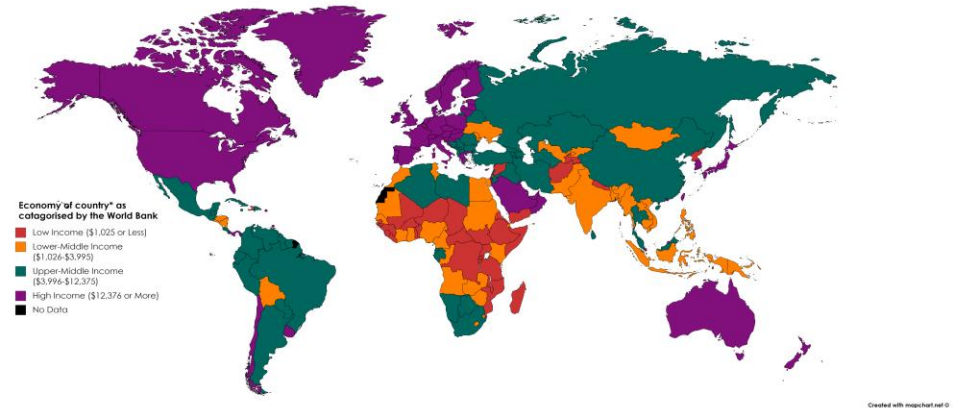 Economy of country* as
catagorised by the World Bank
Low Income ($1,025 or Less)
Lower-Middle Income
($1,026-$3,995)
Upper-Middle Income
($3,996-$12,375)
High Income ($12,376 or More)
No Data
Created with mapchart.net ©